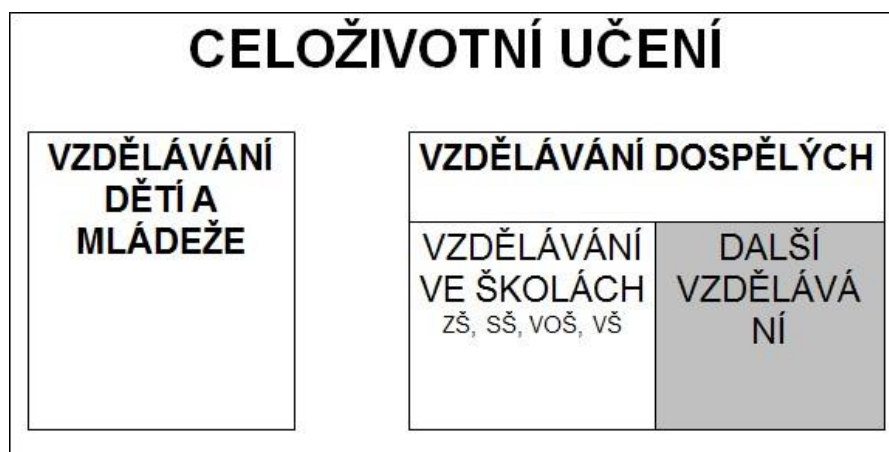 CELOŽIVOTNÍ UČENÍ
VZDĚLÁVÁNÍ
DĚTÍ A
MLÁDEŽE
VZDĚLÁVÁNÍ DOSPĚLÝCH
VZDĚLÁVÁNÍ
VE ŠKOLÁCH
ZŠ, SŠ, VOŠ, VŠ
DALŠÍ
VZDĚLÁVÁ
NÍ